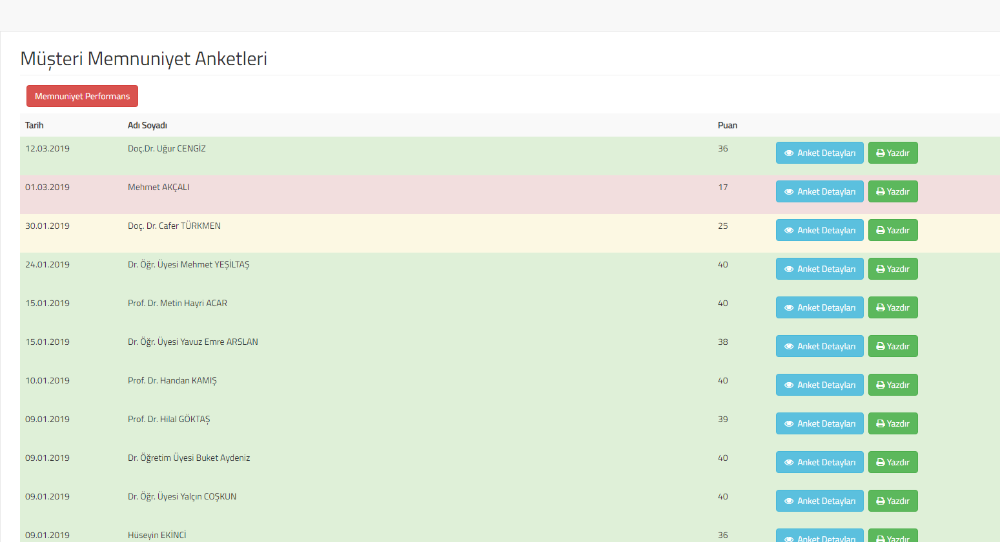 Müşteri Memnuniyet Anketleri
Memnuniyet Performans
Tarih Adı Soyadı Puan
12.03.2019 Doç.Dr. Uğur CENGİZ 36 Anket Detayları Yazdır
01.03.2019 Mehmet AKÇALI 17 Anket Detayları Yazdır
30.01.2019 Doç. Dr. Cafer TÜRKMEN 25 Anket Detayları Yazdır
24.01.2019 Dr. Öğr. Üyesi Mehmet YEŞİLTAŞ 40 Anket Detayları Yazdır
15.01.2019 Prof. Dr. Metin Hayri ACAR 40 Anket Detayları Yazdır
15.01.2019 Dr. Öğr. Üyesi Yavuz Emre ARSLAN 38 Anket Detayları Yazdır
10.01.2019 Prof. Dr. Handan KAMIŞ 40 Anket Detayları Yazdır
09.01.2019 Prof. Dr. Hilal GÖKTAŞ 39 Anket Detayları Yazdır
09.01.2019 Dr. Öğretim Üyesi Buket Aydeniz 40 Anket Detayları Yazdır
09.01.2019 Dr. Öğr. Üyesi Yalçın COŞKUN 40 Anket Detayları Yazdır
09.01.2019 Hüseyin EKİNCİ 36 Anket Detayları Yazdır